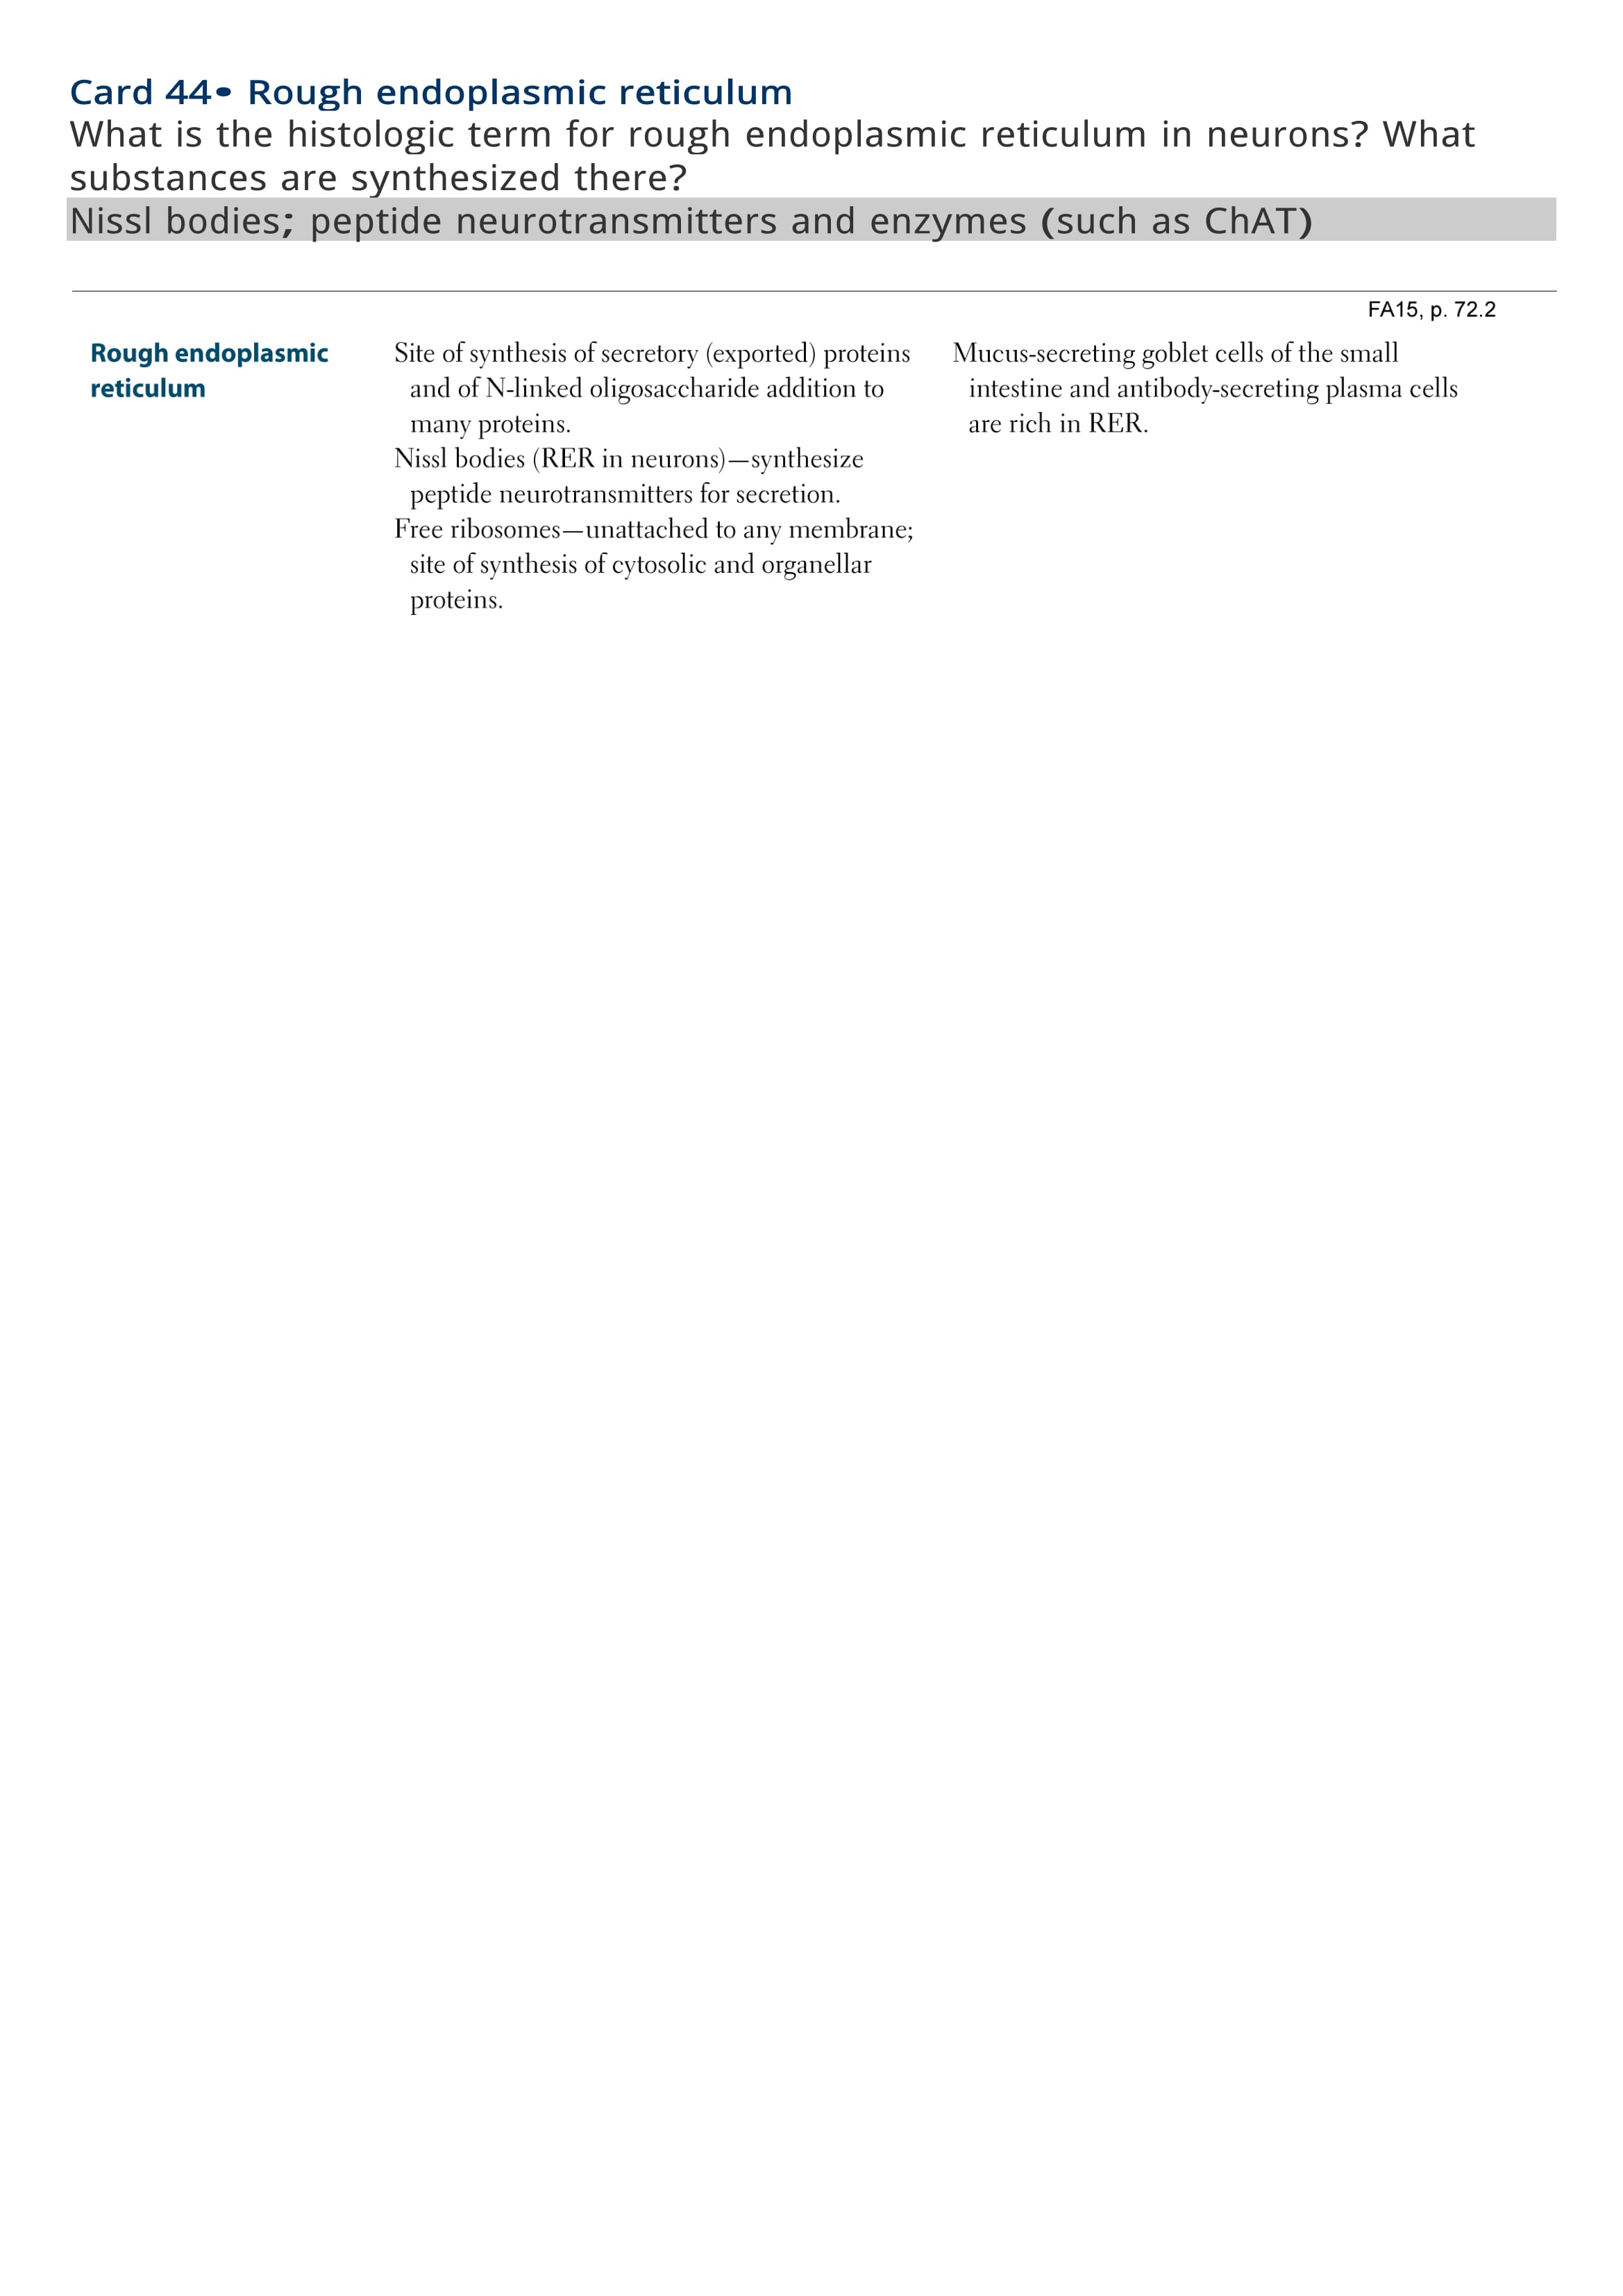 Card 44• Rough endoplasmic reticulum
What is the histologic term for rough endoplasmic reticulum in neurons? What
substances are synthesized there?
Nissl bodies; peptide neurotransmitters and enzymes (such as ChAT)
FA15, p. 72.2
Rough endoplasmic
reticulum
Site of synthesis of secretory (exported) proteins
and of N-linked oligosaccharide addition to
many proteins.
Nissl bodies (RER in neurons)—synthesize
peptide neurotransmitters for secretion.
Free ribosomes—unattached to any membrane;
site of synthesis of cytosolic and organellar
proteins.
Mucus-secreting goblet cells of the small
intestine and antibody-secreting plasma cells
are rich in RER.